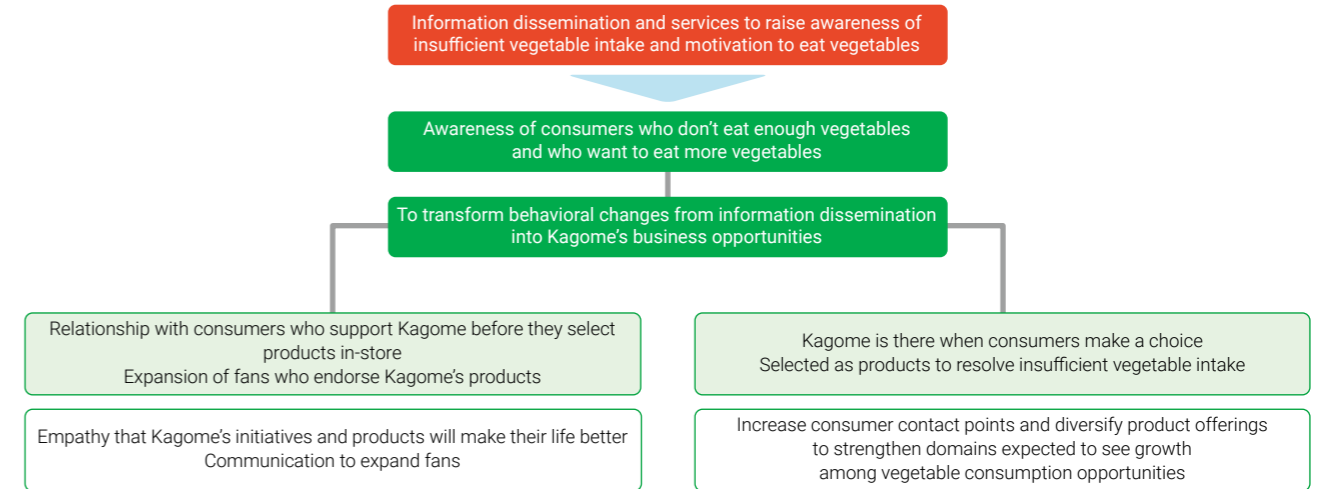 Information dissemination and services to raise awareness of
insufficient vegetable intake and motivation to eat vegetables
Awareness of consumers who don't eat enough vegetables
and who want to eat more vegetables
To transform behavioral changes from information dissemination
into Kagome's business opportunities
Relationship with consumers who support Kagome before they select
products in-store
Expansion of fans who endorse Kagome's products
Empathy that Kagome's initiatives and products will make their life better
Communication to expand fans
Kagome is there when consumers make a choice
Selected as products to resolve insufficient vegetable intake
Increase consumer contact points and diversify product offerings
to strengthen domains expected to see growth
among vegetable consumption opportunities